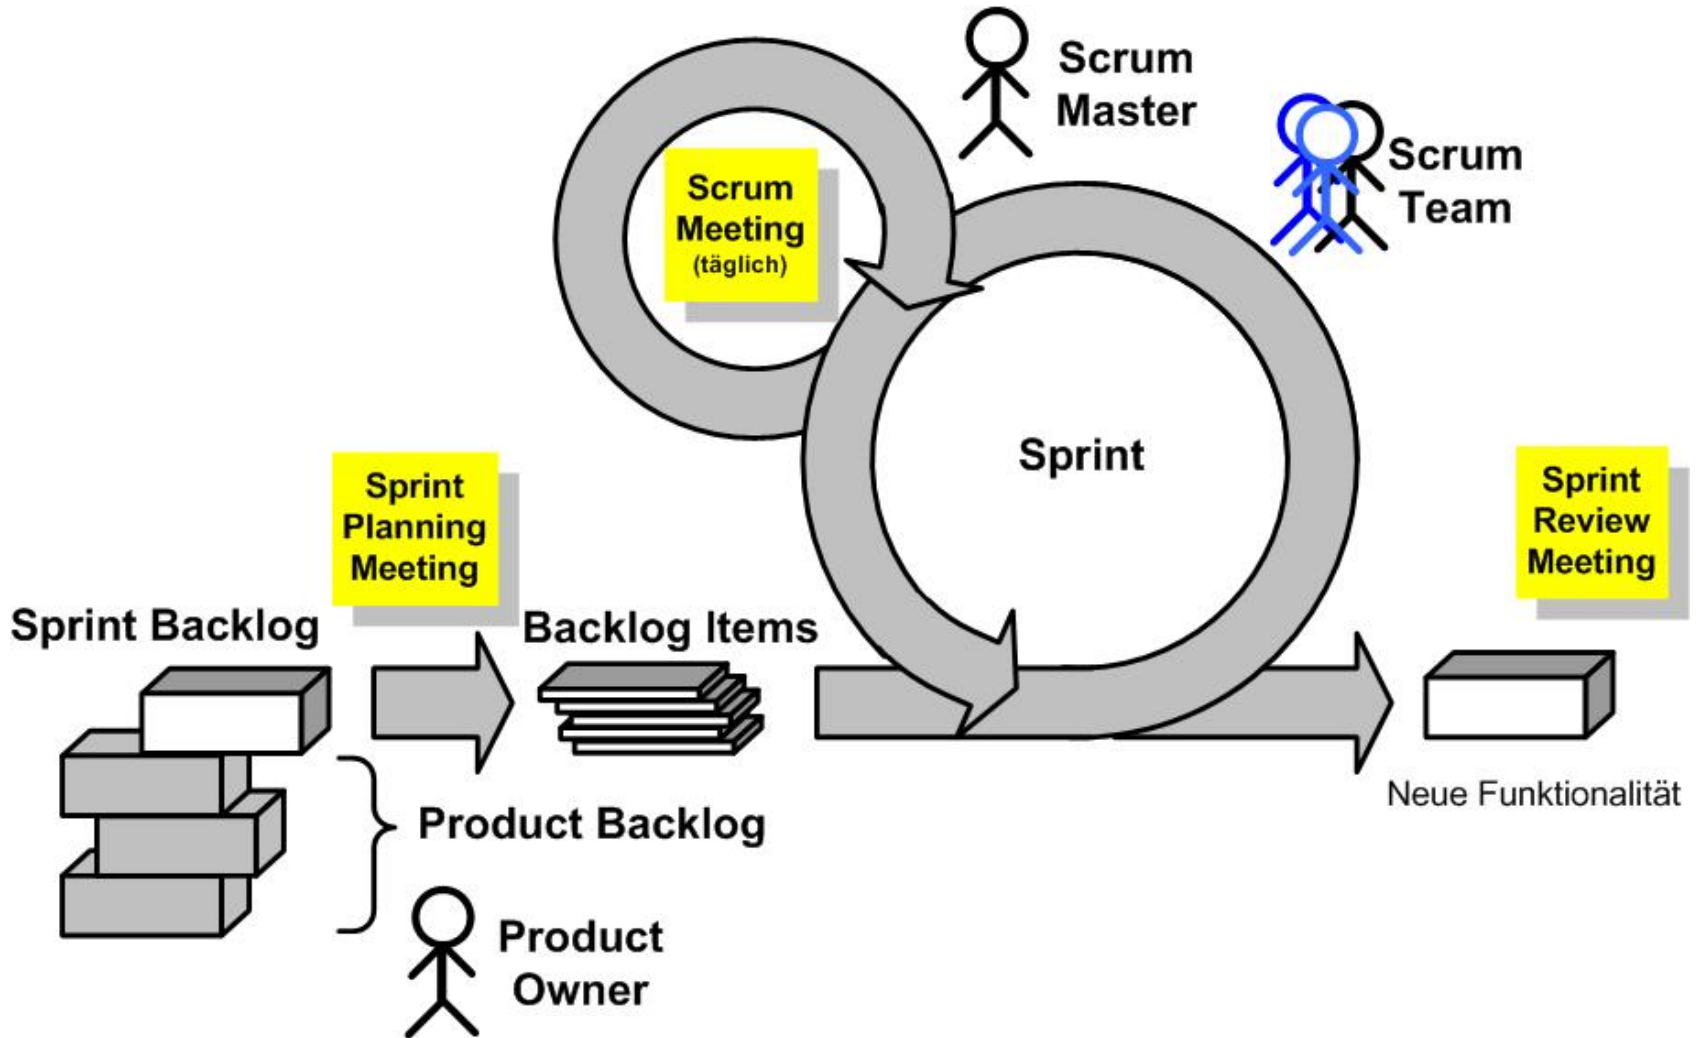 Scrum
Master
Scrum
Team
Scrum
Meeting
(täglich)
Sprint
Sprint
Planning
Meeting
Sprint
Review
Meeting
Sprint Backlog
Backlog Items
Neue Funktionalität
Product Backlog
Product
Owner